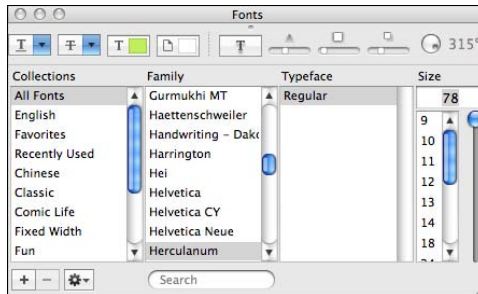 Fonts
T T T T 315°
Collections Family Typeface Size
All Fonts Gurmukhi MT Regular 78
English Haettenschweiler 9
Favorites Handwriting – Dak 10
Recently Used Harrington 11
Chinese Hei 12
Classic Helvetica 13
Comic Life Helvetica CY 14
Fixed Width Helvetica Neue 18
Fun Herculanum
Search